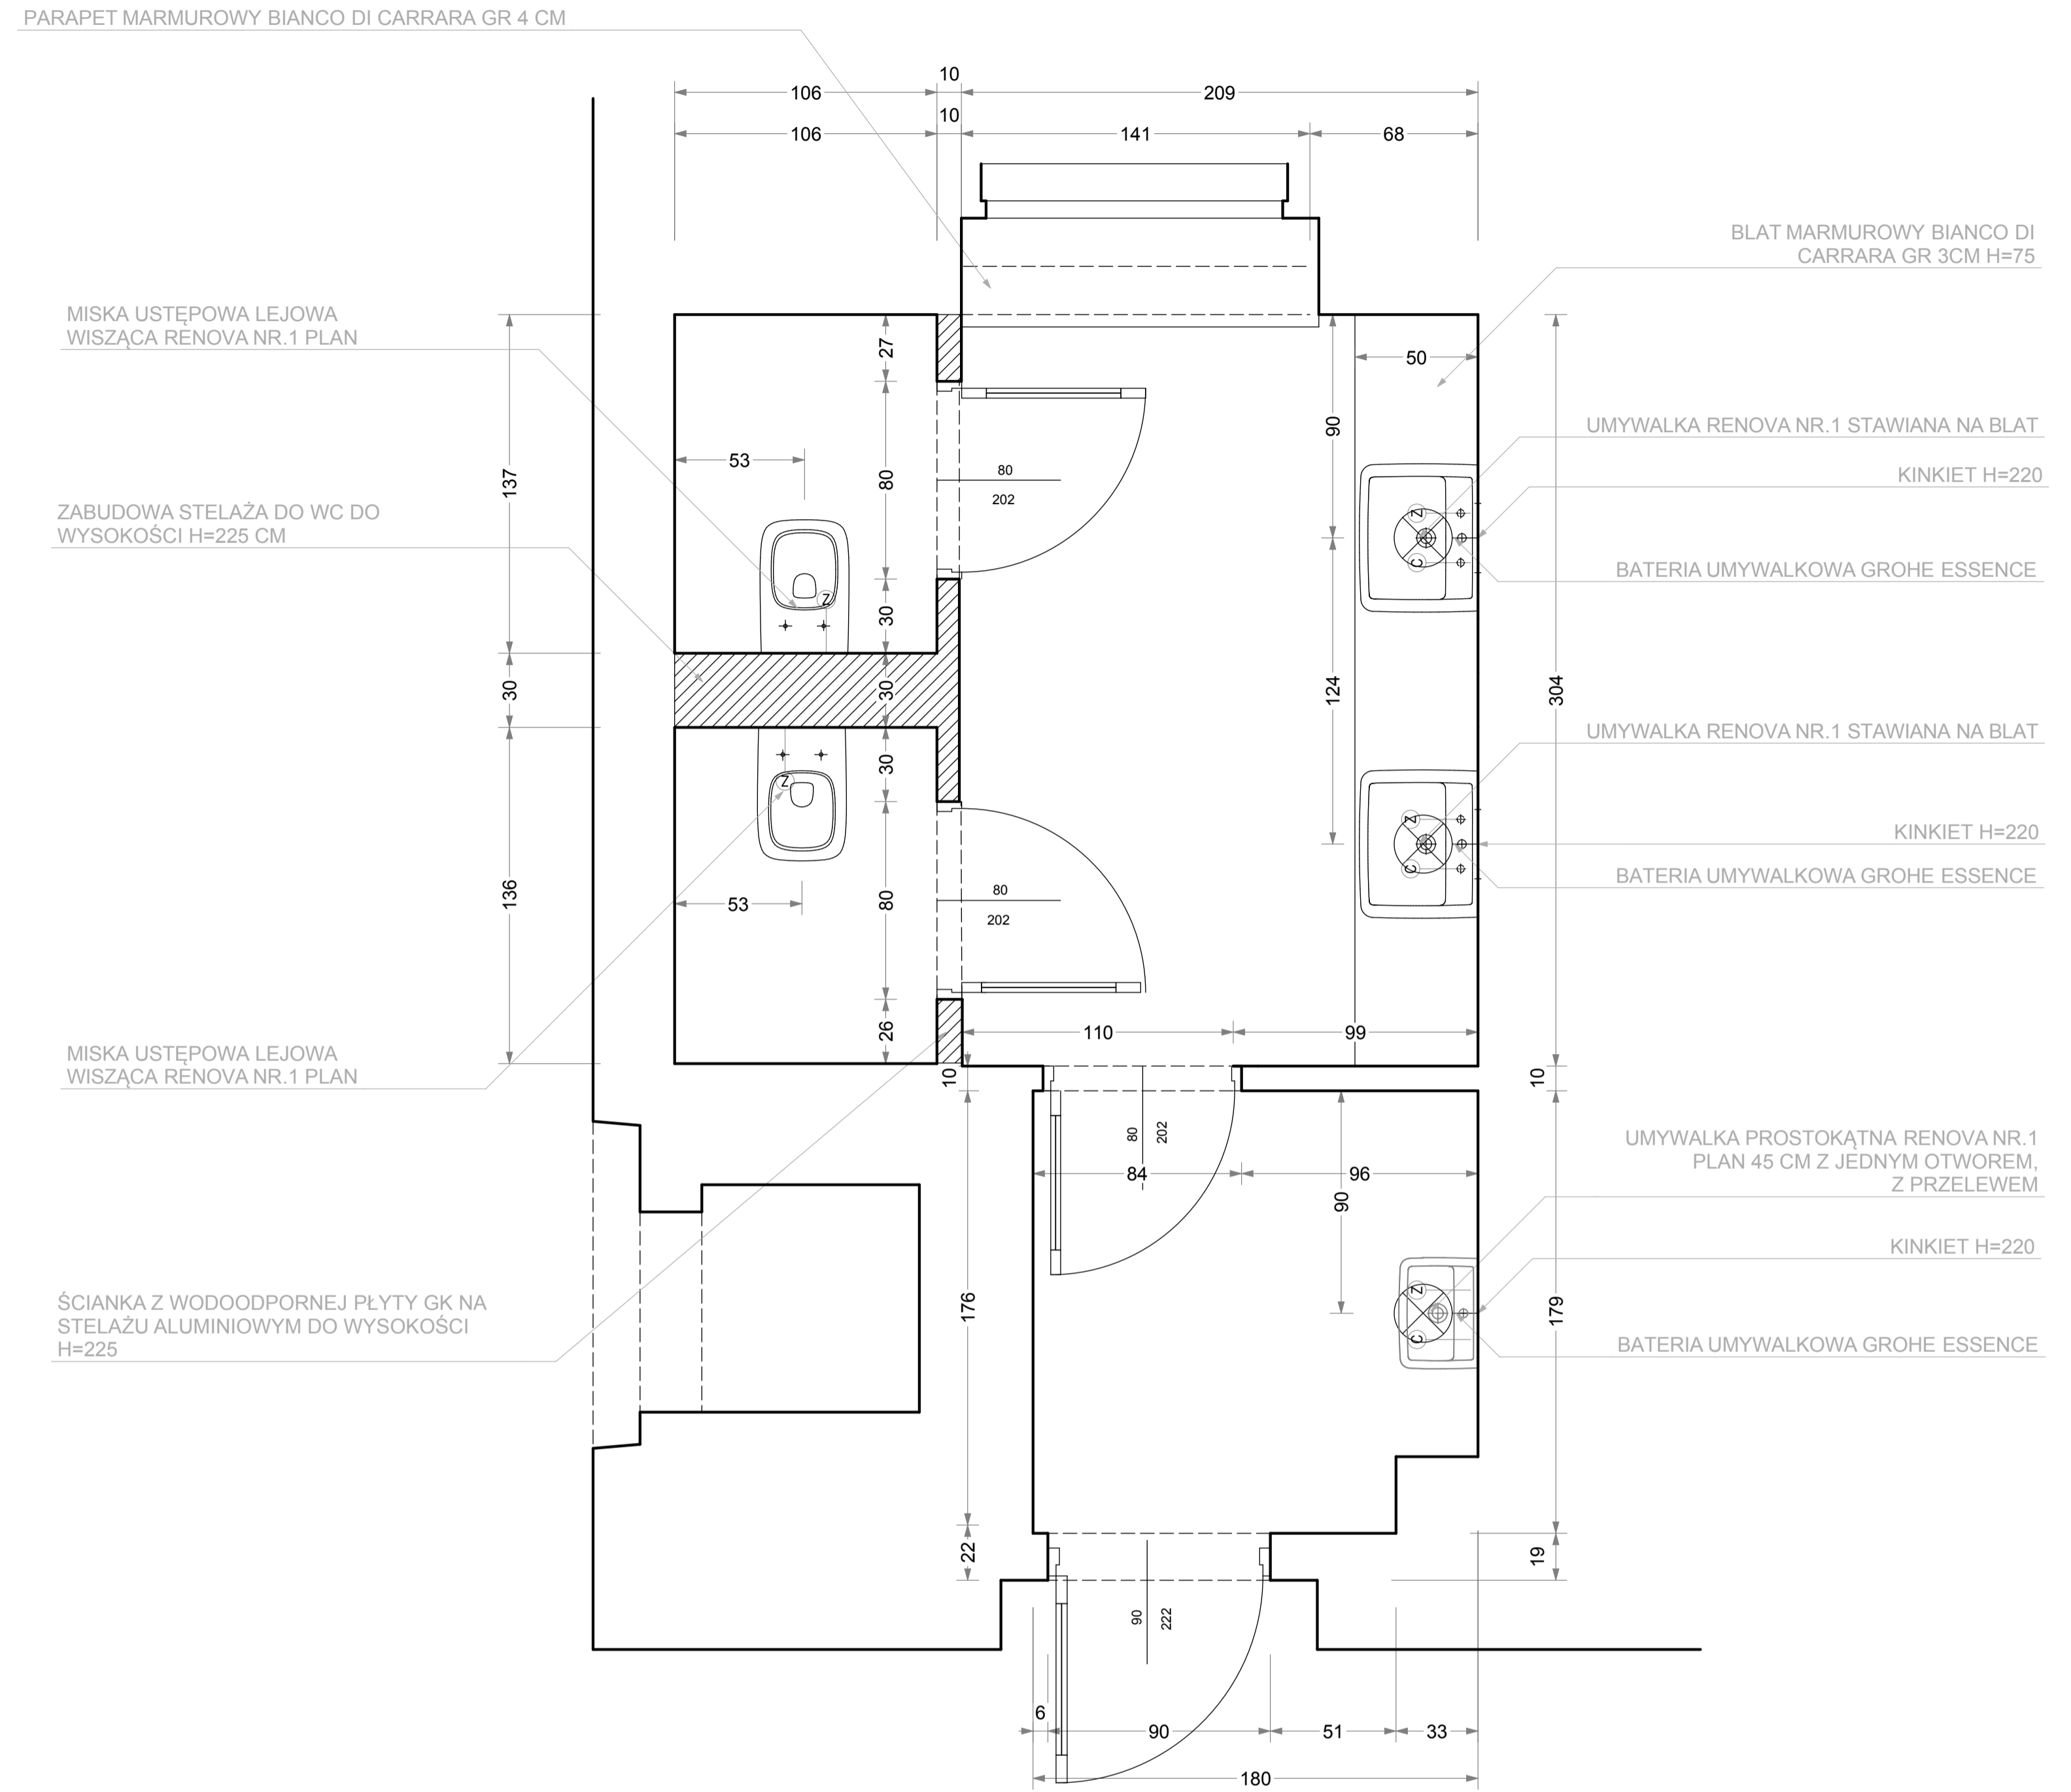 PARAPET MARMUROWY BIANCO DI CARRARA GR 4 CM
10
106
209
10
106
141
68
BLAT MARMUROWY BIANCO DI
CARRARA GR 3CM H=75
MISKA USTĘPOWA LEJOWA
WISZĄCA RENOVA NR.1 PLAN
27
50
UMYWALKA RENOVA NR.1 STAWIANA NA BLAT
90
53
80
137
80
202
KINKIET H=220
Z
C
ZABUDOWA STELAŻA DO WC DO
WYSOKOŚCI H=225 CM
BATERIA UMYWALKOWA GROHE ESSENCE
Z
30
30
30
124
304
UMYWALKA RENOVA NR.1 STAWIANA NA BLAT
30
Z
Z
C
KINKIET H=220
BATERIA UMYWALKOWA GROHE ESSENCE
136
53
80
80
202
26
110
99
MISKA USTĘPOWA LEJOWA
WISZĄCA RENOVA NR.1 PLAN
10
10
80
202
UMYWALKA PROSTOKĄTNA RENOVA NR.1
PLAN 45 CM Z JEDNYM OTWOREM,
Z PRZELEWEM
84
96
90
KINKIET H=220
Z
C
ŚCIANKA Z WODOODPORNEJ PŁYTY GK NA
STELAŻU ALUMINIOWYM DO WYSOKOŚCI
H=225
176
179
BATERIA UMYWALKOWA GROHE ESSENCE
22
19
90
222
6
90
51
33
180